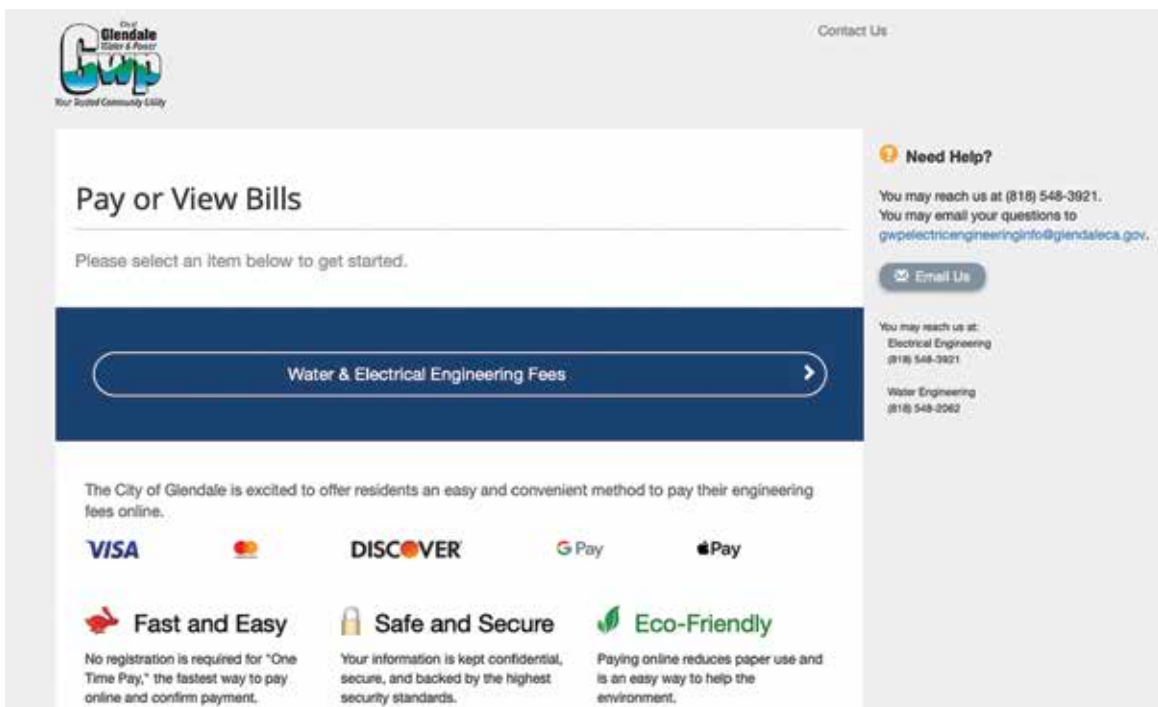 City of
Glendale
Water & Power
GWP
Your Trusted Community Utility
Contact Us
Pay or View Bills
Please select an item below to get started.
Water & Electrical Engineering Fees
The City of Glendale is excited to offer residents an easy and convenient method to pay their engineering
fees online.
VISA
DISCOVER
G Pay
Pay
Fast and Easy
No registration is required for "One
Time Pay," the fastest way to pay
online and confirm payment.
Safe and Secure
Your information is kept confidential,
secure, and backed by the highest
security standards.
Eco-Friendly
Paying online reduces paper use and
is an easy way to help the
environment.
Need Help?
You may reach us at (818) 548-3921.
You may email your questions to
gwpelectricengineeringinfo@glendaleca.gov.
Email Us
You may reach us at:
Electrical Engineering
(818) 548-3921
Water Engineering
(818) 548-2062